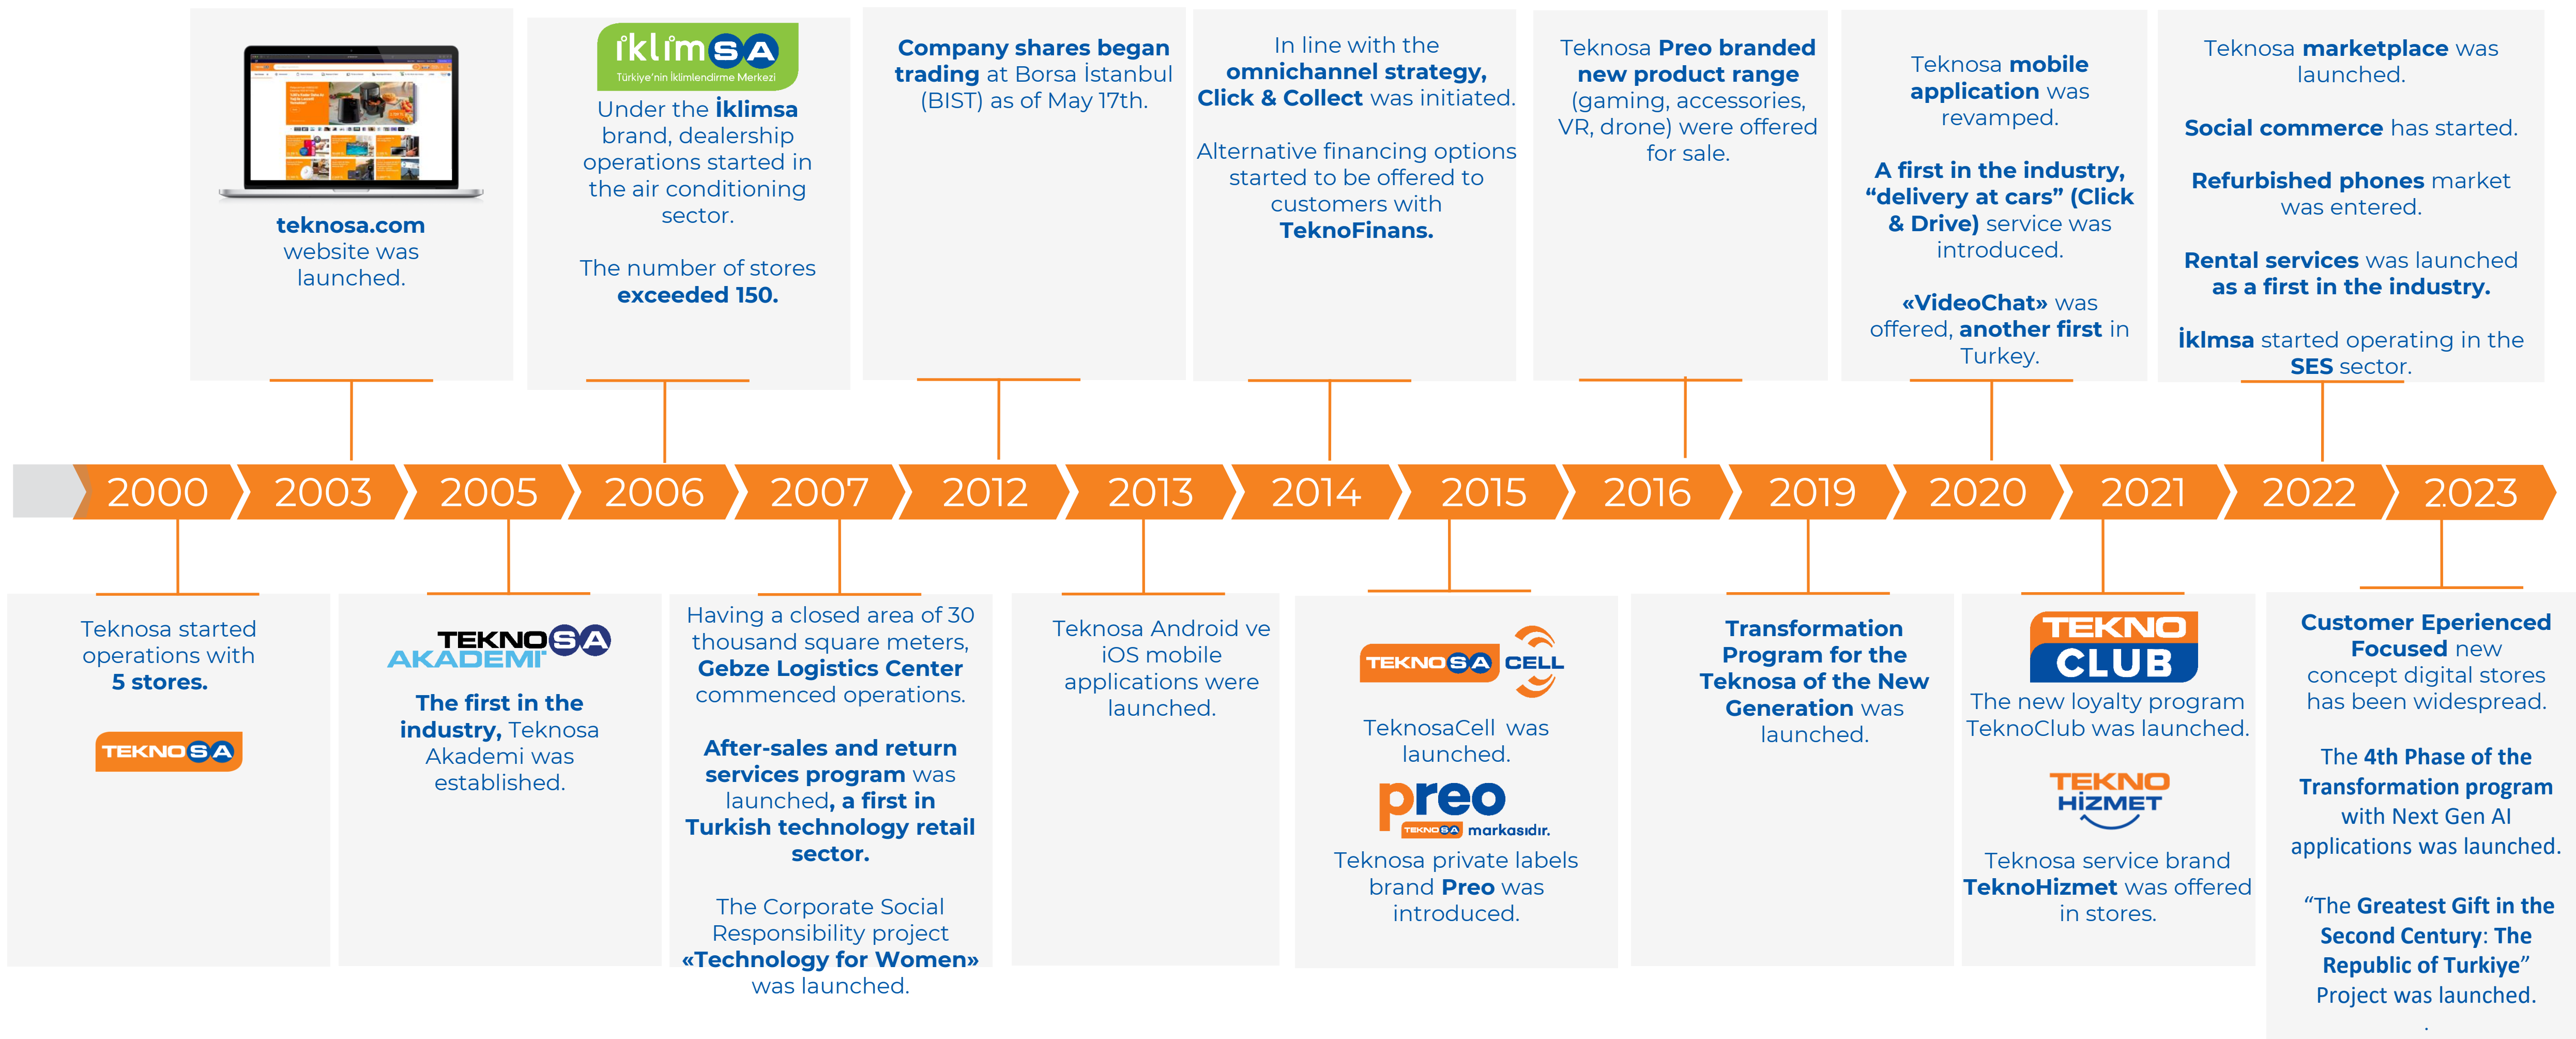 teknosa.com
website was
launched.
iklimSA
Türkiye'nin İklimlendirme Merkezi
Under the İklimsa
brand, dealership
operations started in
the air conditioning
sector.
The number of stores
exceeded 150.
Company shares began
trading at Borsa İstanbul
(BIST) as of May 17th.
In line with the
omnichannel strategy,
Click & Collect was initiated.
Alternative financing options
started to be offered to
customers with
TeknoFinans.
Teknosa Preo branded
new product range
(gaming, accessories,
VR, drone) were offered
for sale.
Teknosa mobile
application was
revamped.
A first in the industry,
“delivery at cars” (Click
& Drive) service was
introduced.
«VideoChat» was
offered, another first in
Turkey.
Teknosa marketplace was
launched.
Social commerce has started.
Refurbished phones market
was entered.
Rental services was launched
as a first in the industry.
İklmsa started operating in the
SES sector.
2000
2003
2005
2006
2007
2012
2013
2014
2015
2016
2019
2020
2021
2022
2023
Teknosa started
operations with
5 stores.
TEKNOSA
TEKNOSA
AKADEMİ
The first in the
industry, Teknosa
Akademi was
established.
Having a closed area of 30
thousand square meters,
Gebze Logistics Center
commenced operations.
After-sales and return
services program was
launched, a first in
Turkish technology retail
sector.
The Corporate Social
Responsibility project
«Technology for Women»
was launched.
Teknosa Android ve
iOS mobile
applications were
launched.
TEKNOSA CELL
TeknosaCell was
launched.
preo
TEKNOSA markasıdır.
Teknosa private labels
brand Preo was
introduced.
Transformation
Program for the
Teknosa of the New
Generation was
launched.
TEKNO
CLUB
The new loyalty program
TeknoClub was launched.
TEKNO
HİZMET
Teknosa service brand
TeknoHizmet was offered
in stores.
Customer Eperienced
Focused new
concept digital stores
has been widespread.
The 4th Phase of the
Transformation program
with Next Gen AI
applications was launched.
“The Greatest Gift in the
Second Century: The
Republic of Turkiye”
Project was launched.
.